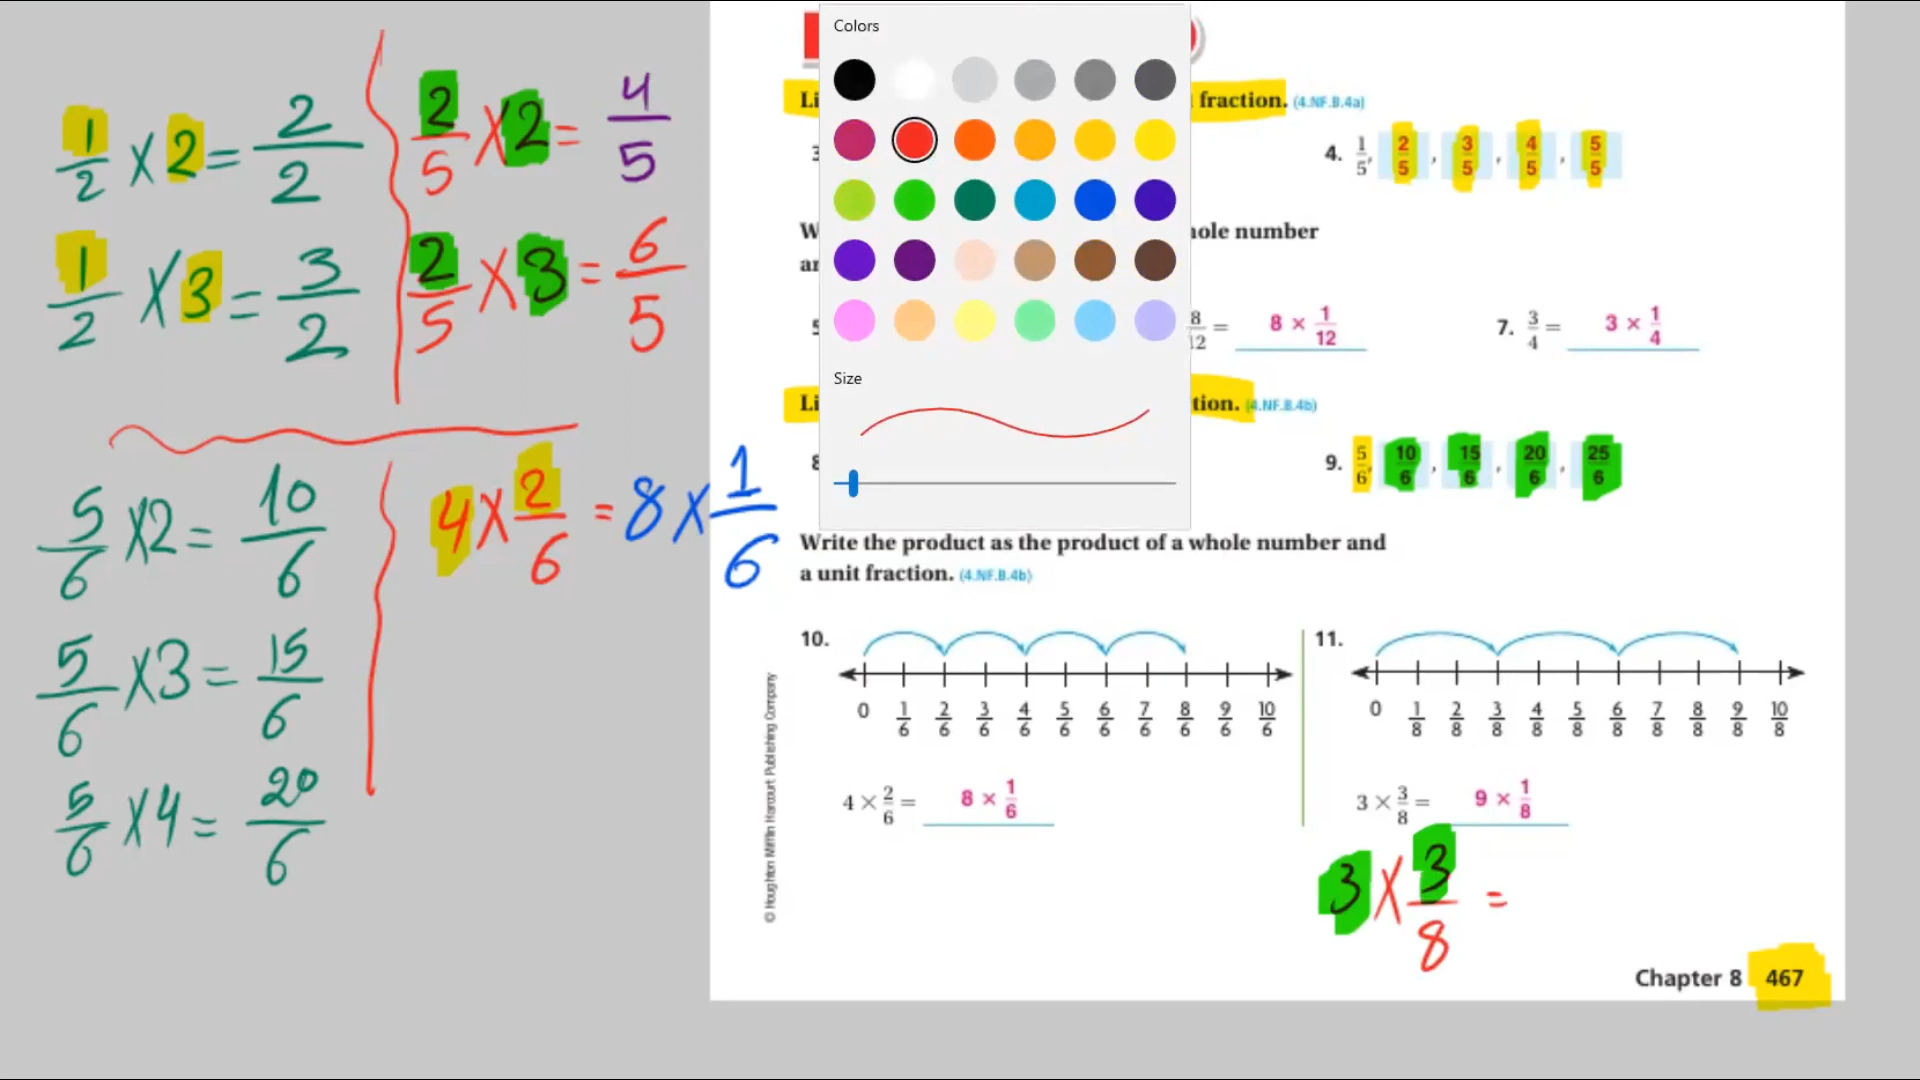 1/2 × 2 = 2/2
1/2 × 3 = 3/2
2/5 × 2 = 4/5
2/5 × 3 = 6/5
5/6 × 2 = 10/6
5/6 × 3 = 15/6
5/6 × 4 = 20/6
4 × 2/6 = 8 × 1/6
Colors
Size
Li
fraction. (4.NF.B.4a)
3
4. 1/5, 2/5, 3/5, 4/5, 5/5
W
ole number
5
8/12 = 8 × 1/12
7. 3/4 = 3 × 1/4
Li
tion. (4.NF.B.4b)
8
9. 5/6, 10/6, 15/6, 20/6, 25/6
Write the product as the product of a whole number and
a unit fraction. (4.NF.B.4b)
10.
0 1/6 2/6 3/6 4/6 5/6 6/6 7/6 8/6 9/6 10/6
4 × 2/6 = 8 × 1/6
11.
0 1/8 2/8 3/8 4/8 5/8 6/8 7/8 8/8 9/8 10/8
3 × 3/8 = 9 × 1/8
3 × 3/8 =
© Houghton Mifflin Harcourt Publishing Company
Chapter 8 467